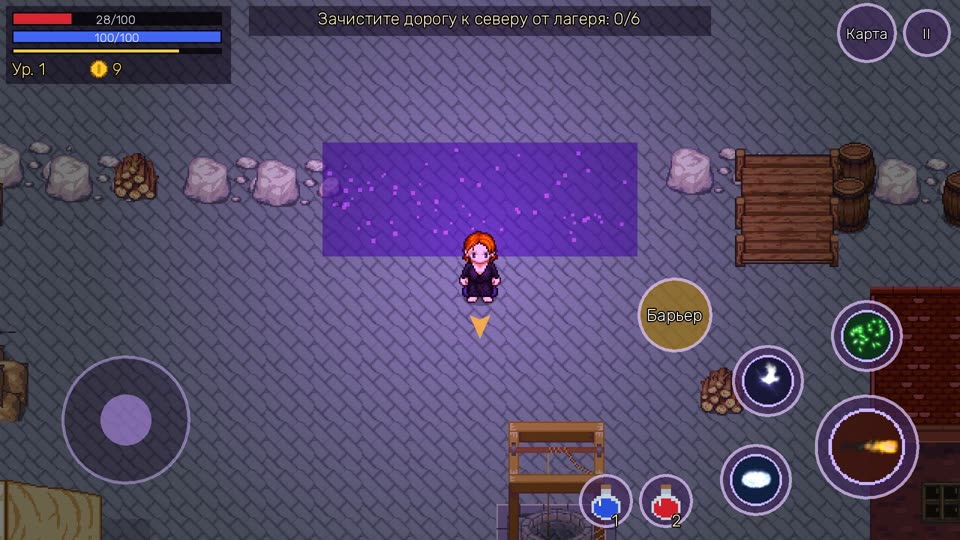 28/100
Зачистите дорогу к северу от лагеря: 0/6
100/100
Карта
II
Ур. 1
9
Барьер
1
2